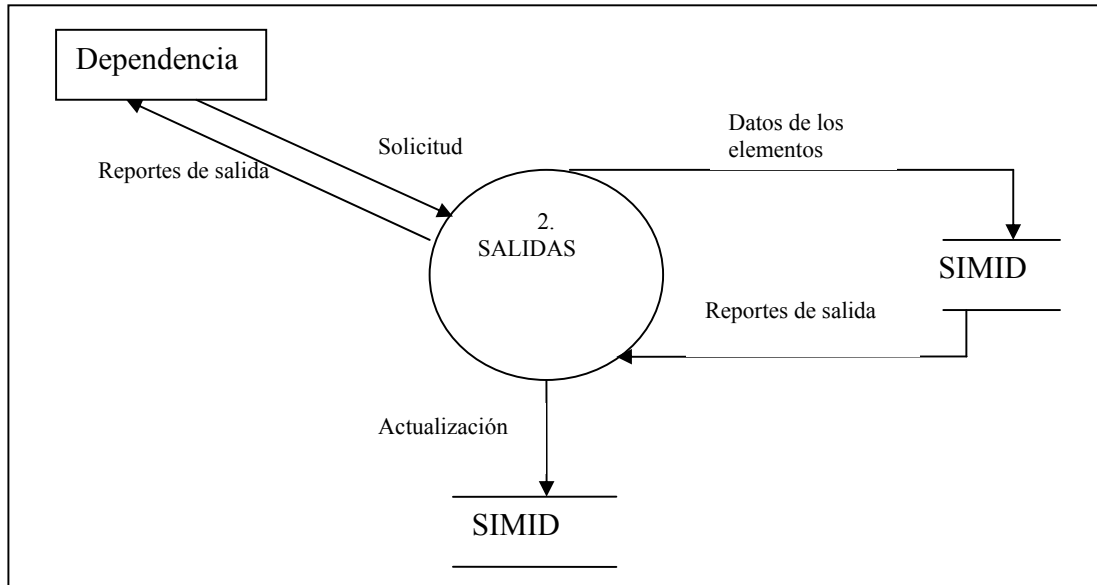 Dependencia
Solicitud
Reportes de salida
Datos de los
elementos
2.
SALIDAS
SIMID
Reportes de salida
Actualización
SIMID